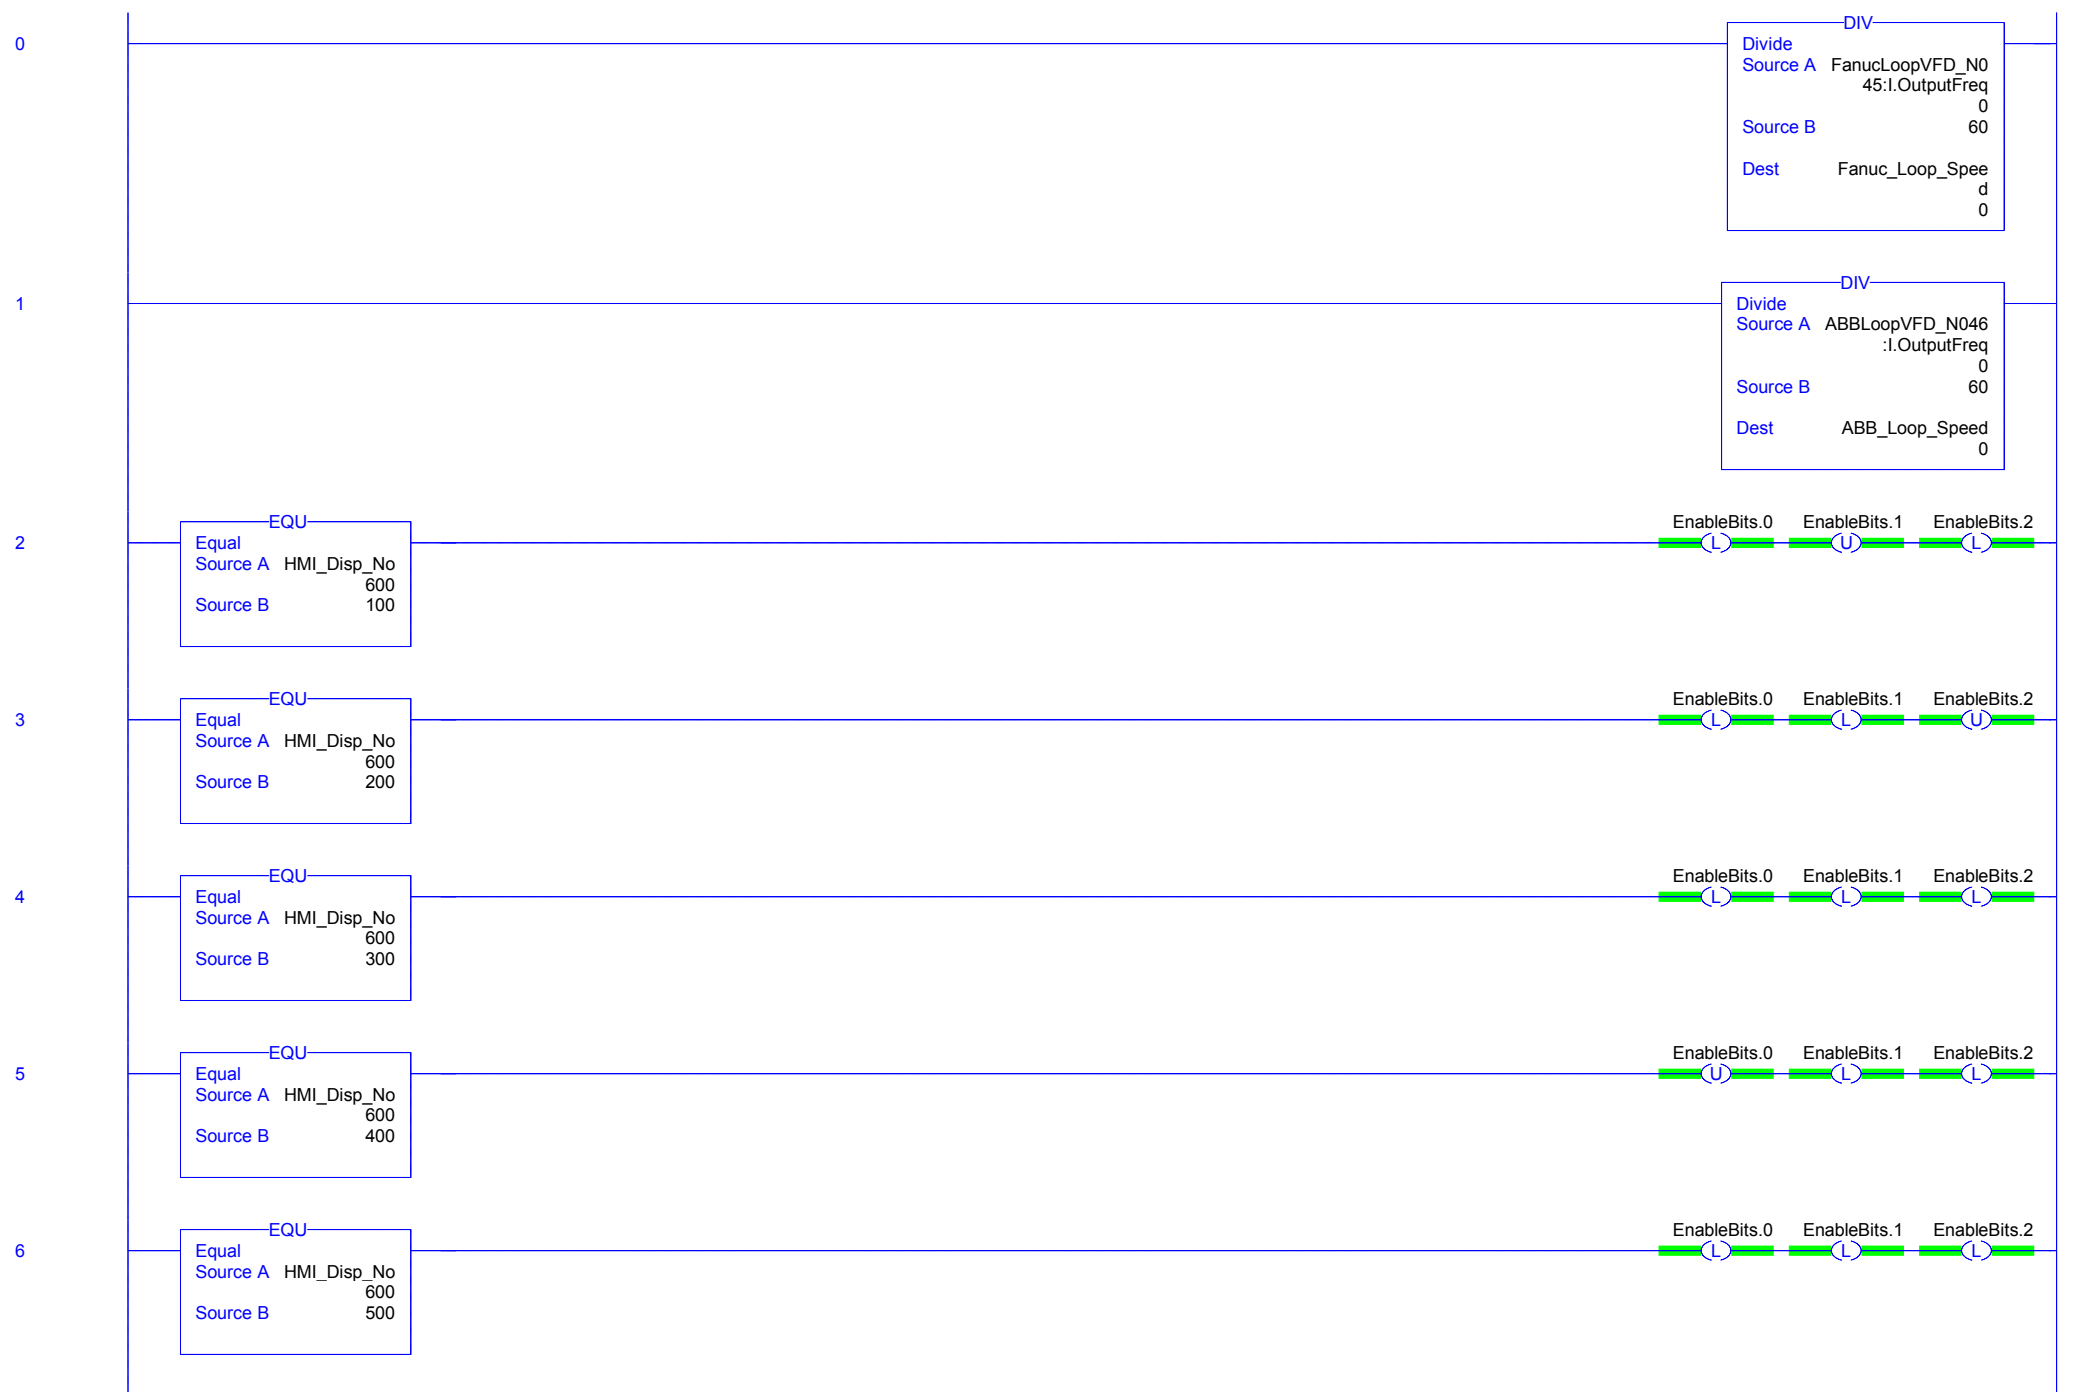 DIV
0
Divide
Source A FanucLoopVFD_N0
45:I.OutputFreq
0
Source B 60
Dest Fanuc_Loop_Spee
d
0
DIV
1
Divide
Source A ABBLoopVFD_N046
:I.OutputFreq
0
Source B 60
Dest ABB_Loop_Speed
0
EQU EnableBits.0 EnableBits.1 EnableBits.2
2 Equal L U L
Source A HMI_Disp_No
600
Source B 100
EQU EnableBits.0 EnableBits.1 EnableBits.2
3 Equal L L U
Source A HMI_Disp_No
600
Source B 200
EQU EnableBits.0 EnableBits.1 EnableBits.2
4 Equal L L L
Source A HMI_Disp_No
600
Source B 300
EQU EnableBits.0 EnableBits.1 EnableBits.2
5 Equal U L L
Source A HMI_Disp_No
600
Source B 400
EQU EnableBits.0 EnableBits.1 EnableBits.2
6 Equal L L L
Source A HMI_Disp_No
600
Source B 500